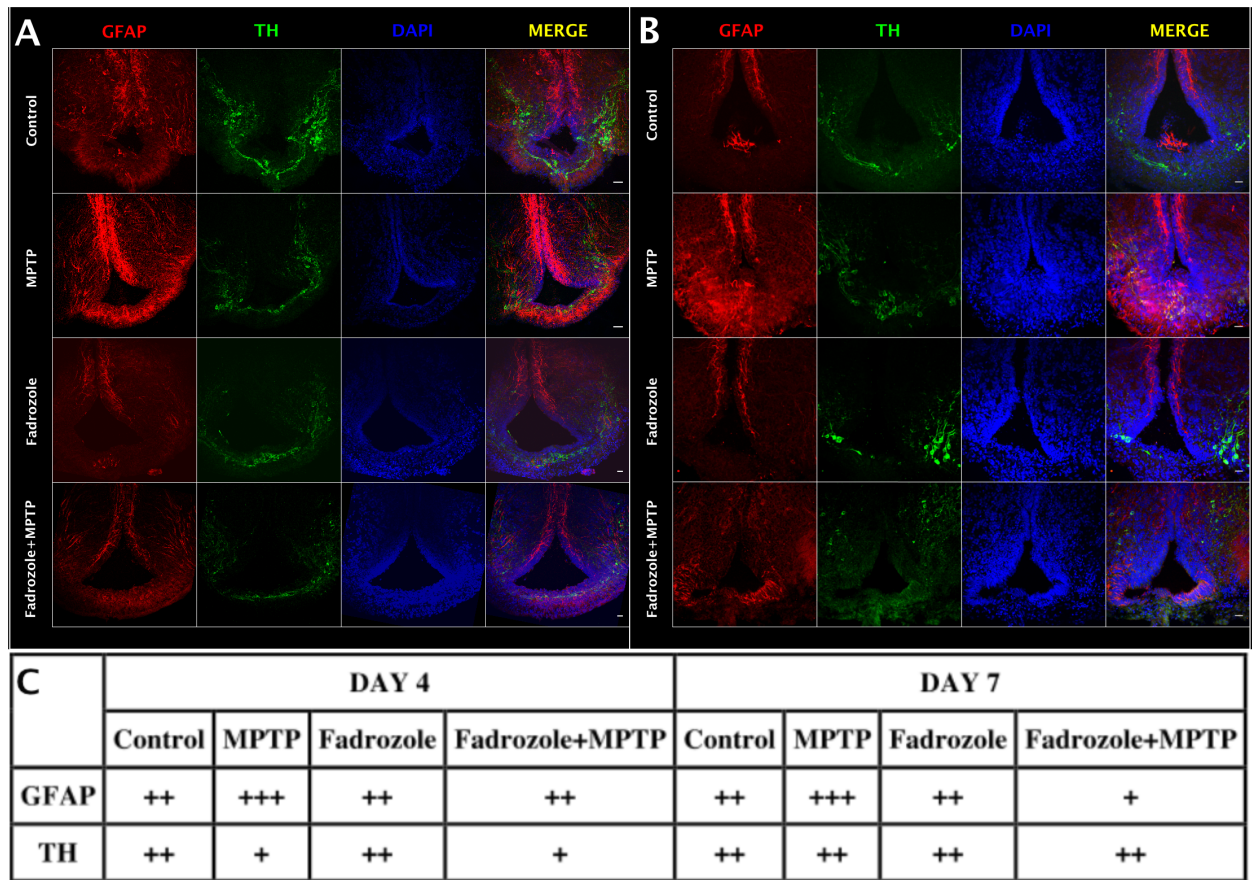 A GFAP TH DAPI MERGE B GFAP TH DAPI MERGE
Control Control
MPTP MPTP
Fadrozole Fadrozole
Fadrozole+MPTP Fadrozole+MPTP
C DAY 4 DAY 7
Control MPTP Fadrozole Fadrozole+MPTP Control MPTP Fadrozole Fadrozole+MPTP
GFAP ++ +++ ++ ++ ++ +++ ++ +
TH ++ + ++ + ++ ++ ++ ++